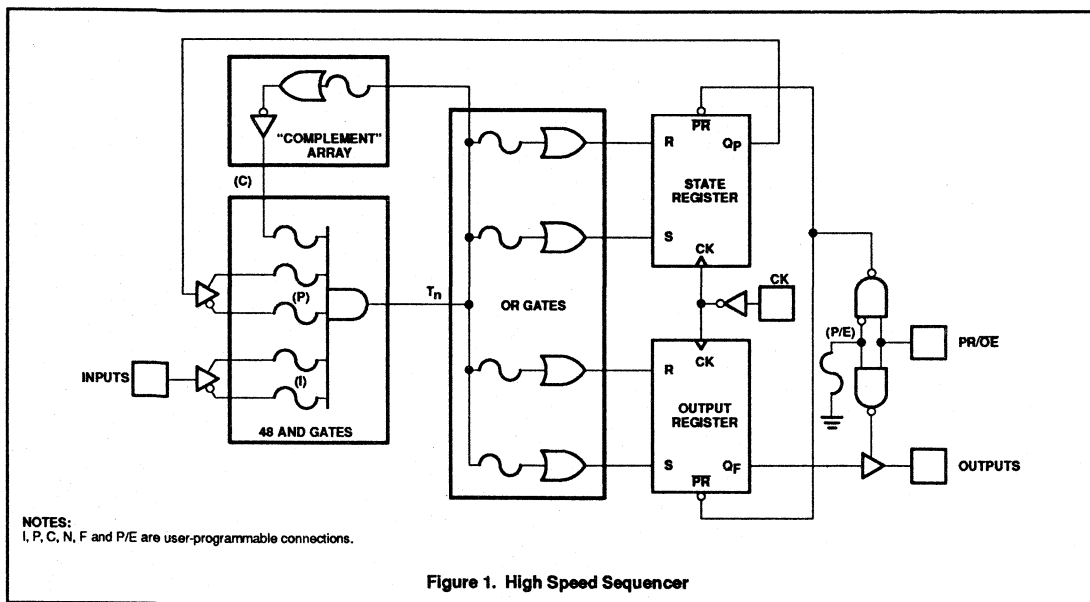 "COMPLEMENT"
ARRAY
(C)
(P)
(I)
INPUTS
48 AND GATES
Tn
OR GATES
PR
R
QP
STATE
REGISTER
S
CK
CK
CK
R
OUTPUT
REGISTER
S
QF
PR
(P/E)
PR/OE
OUTPUTS
NOTES:
I, P, C, N, F and P/E are user-programmable connections.
Figure 1. High Speed Sequencer